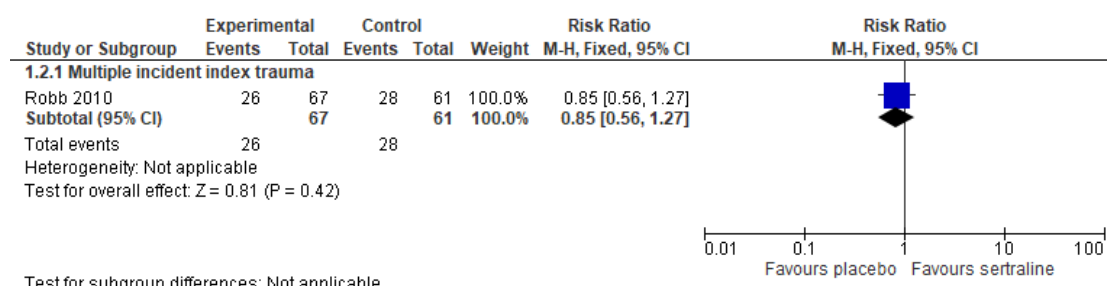 Experimental Control Risk Ratio Risk Ratio
Study or Subgroup Events Total Events Total Weight M-H, Fixed, 95% CI M-H, Fixed, 95% CI
1.2.1 Multiple incident index trauma
Robb 2010 26 67 28 61 100.0% 0.85 [0.56, 1.27]
Subtotal (95% CI) 67 61 100.0% 0.85 [0.56, 1.27]
Total events 26 28
Heterogeneity: Not applicable
Test for overall effect: Z = 0.81 (P = 0.42)
0.01 0.1 1 10 100
Favours placebo Favours sertraline
Test for subgroup differences: Not applicable